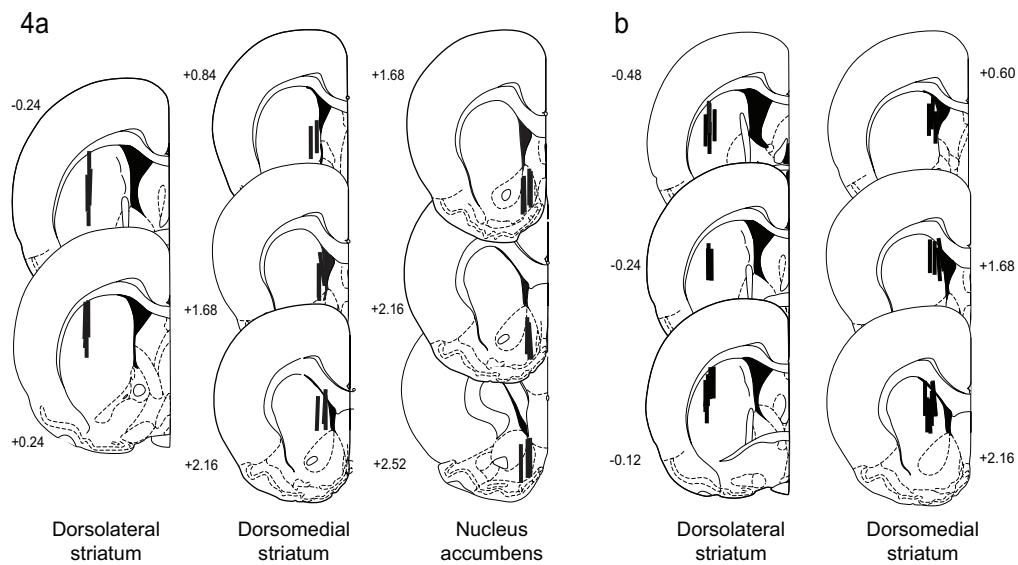 4a
-0.24
+0.24
Dorsolateral
striatum
+0.84
+1.68
+2.16
Dorsomedial
striatum
+1.68
+2.16
+2.52
Nucleus
accumbens
b
-0.48
-0.24
-0.12
Dorsolateral
striatum
+0.60
+1.68
+2.16
Dorsomedial
striatum